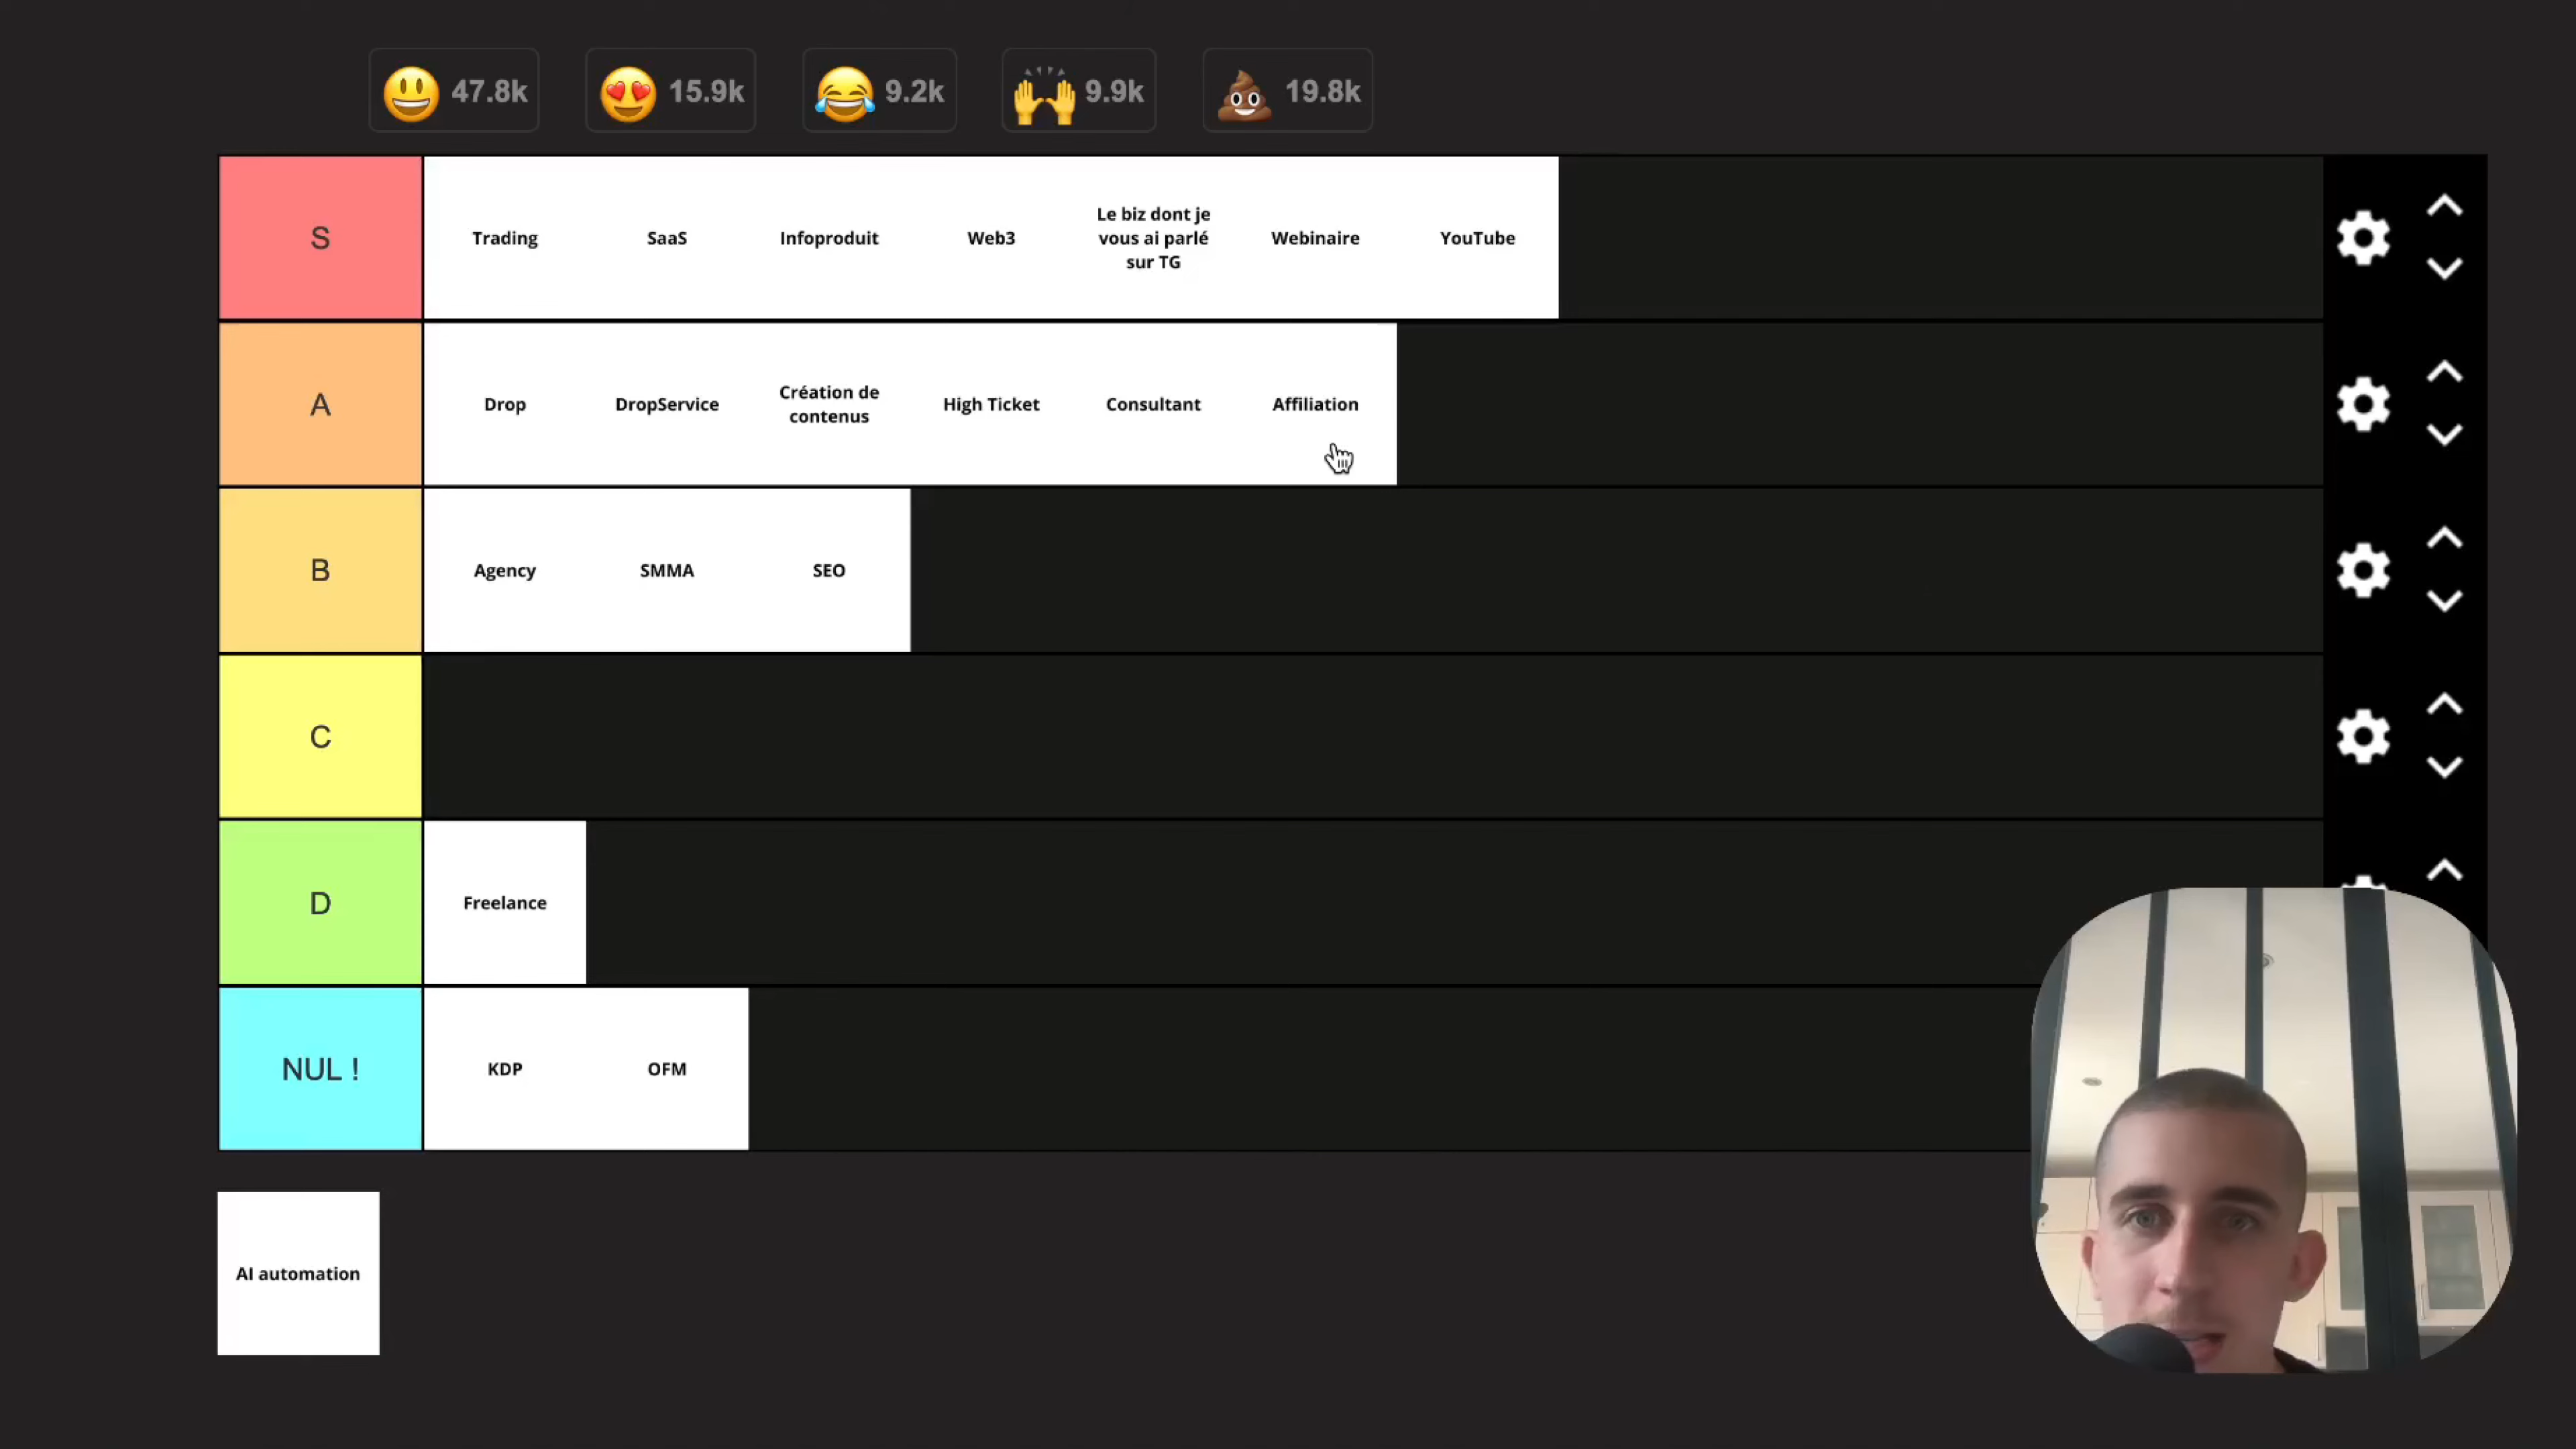 47.8k
15.9k
9.2k
9.9k
19.8k
S
Trading
SaaS
Infoproduit
Web3
Le biz dont je
vous ai parlé
sur TG
Webinaire
YouTube
A
Drop
DropService
Création de
contenus
High Ticket
Consultant
Affiliation
B
Agency
SMMA
SEO
C
D
Freelance
NUL !
KDP
OFM
AI automation